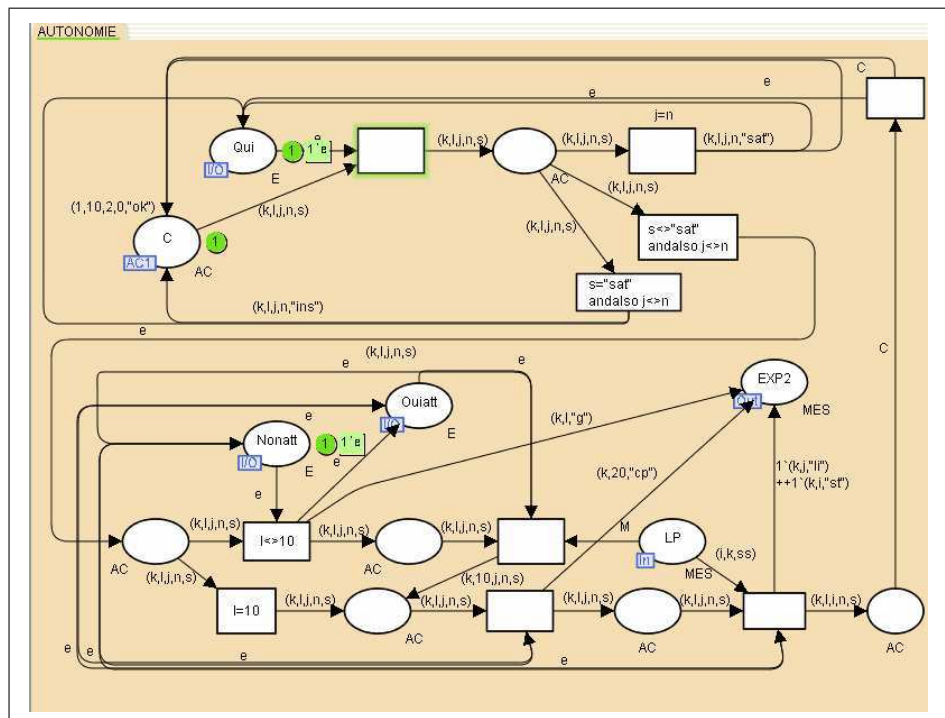 AUTONOMIE
C
e
e
j=n
Qui
I/O
E
1
1`e
e
(k,l,j,n,s)
AC
(k,l,j,n,s)
(k,l,j,n,"sat")
(k,l,j,n,s)
(k,l,j,n,s)
(k,l,j,n,s)
(1,10,2,0,"ok")
C
AC1
AC
1
s<>"sat"
andalso j<>n
s="sat"
andalso j<>n
(k,l,j,n,"ins")
e
C
(k,l,j,n,s)
e
e
Ouiatt
I/O
E
e
EXP2
Out
MES
Nonatt
I/O
E
1
1`e
e
e
(k,l,"g")
(k,20,"cp")
1`(k,j,"li")
++1`(k,i,"st")
AC
(k,l,j,n,s)
l<>10
(k,l,j,n,s)
AC
(k,l,j,n,s)
M
LP
In
MES
(i,k,ss)
(k,l,j,n,s)
(k,10,j,n,s)
l=10
(k,l,j,n,s)
AC
(k,l,j,n,s)
(k,l,j,n,s)
AC
(k,l,j,n,s)
(k,l,i,n,s)
AC
e
e
e
e